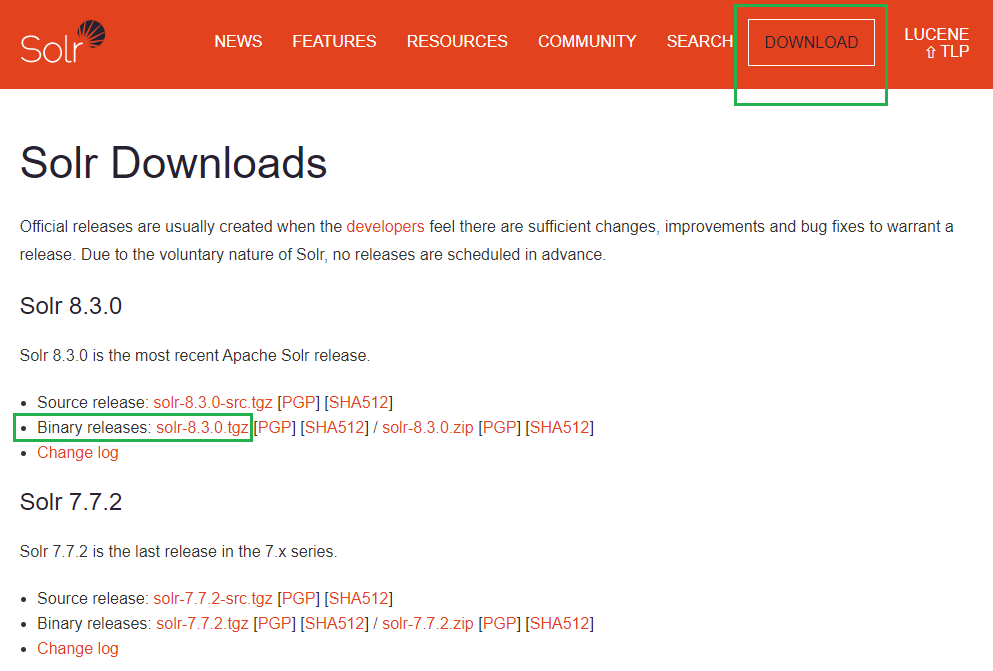 Solr
NEWS FEATURES RESOURCES COMMUNITY SEARCH DOWNLOAD LUCENE
⇧ TLP
Solr Downloads
Official releases are usually created when the developers feel there are sufficient changes, improvements and bug fixes to warrant a
release. Due to the voluntary nature of Solr, no releases are scheduled in advance.
Solr 8.3.0
Solr 8.3.0 is the most recent Apache Solr release.
• Source release: solr-8.3.0-src.tgz [PGP] [SHA512]
• Binary releases: solr-8.3.0.tgz [PGP] [SHA512] / solr-8.3.0.zip [PGP] [SHA512]
• Change log
Solr 7.7.2
Solr 7.7.2 is the last release in the 7.x series.
• Source release: solr-7.7.2-src.tgz [PGP] [SHA512]
• Binary releases: solr-7.7.2.tgz [PGP] [SHA512] / solr-7.7.2.zip [PGP] [SHA512]
• Change log